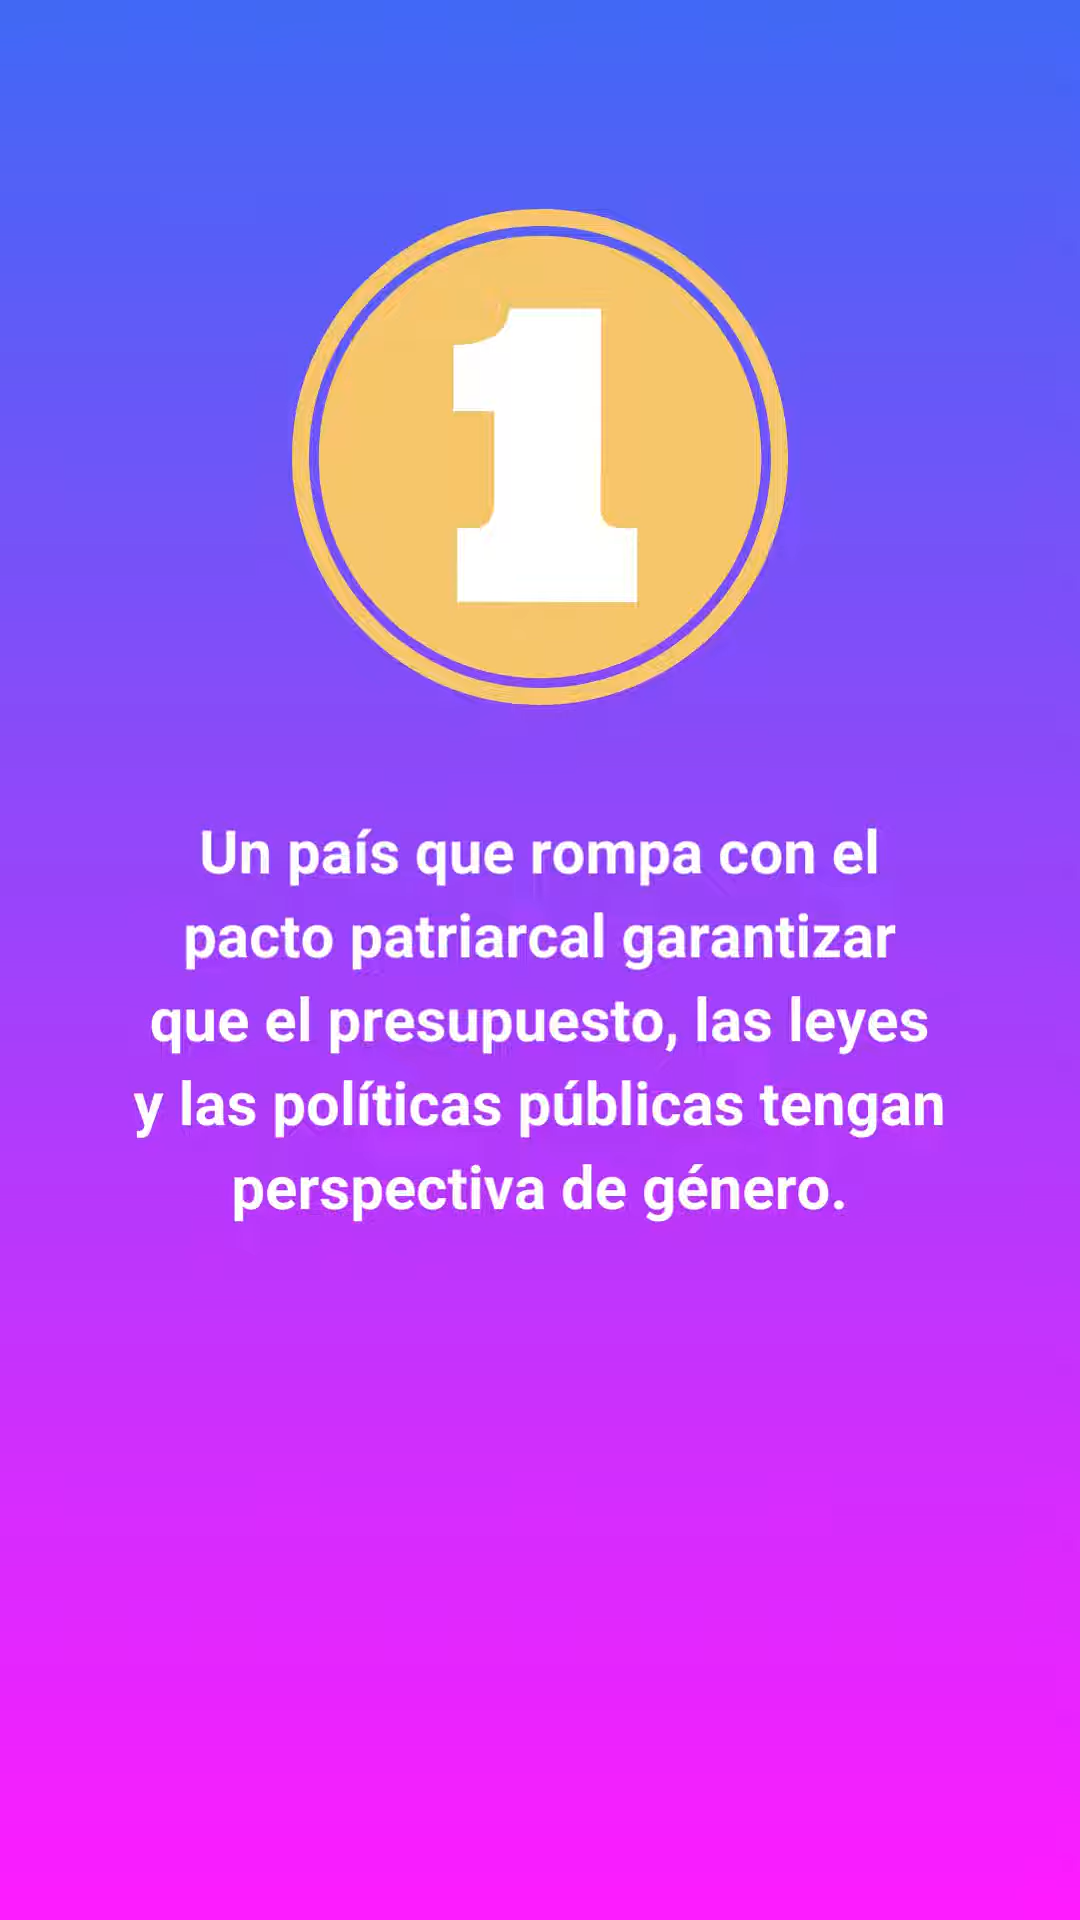 1
Un país que rompa con el
pacto patriarcal garantizar
que el presupuesto, las leyes
y las políticas públicas tengan
perspectiva de género.